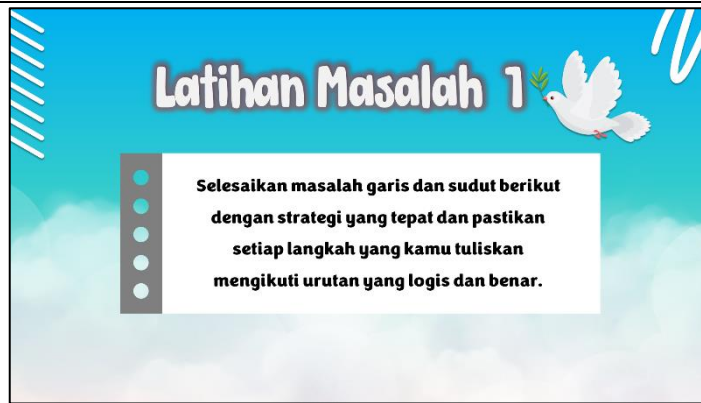 Latihan Masalah 1
Selesaikan masalah garis dan sudut berikut
dengan strategi yang tepat dan pastikan
setiap langkah yang kamu tuliskan
mengikuti urutan yang logis dan benar.